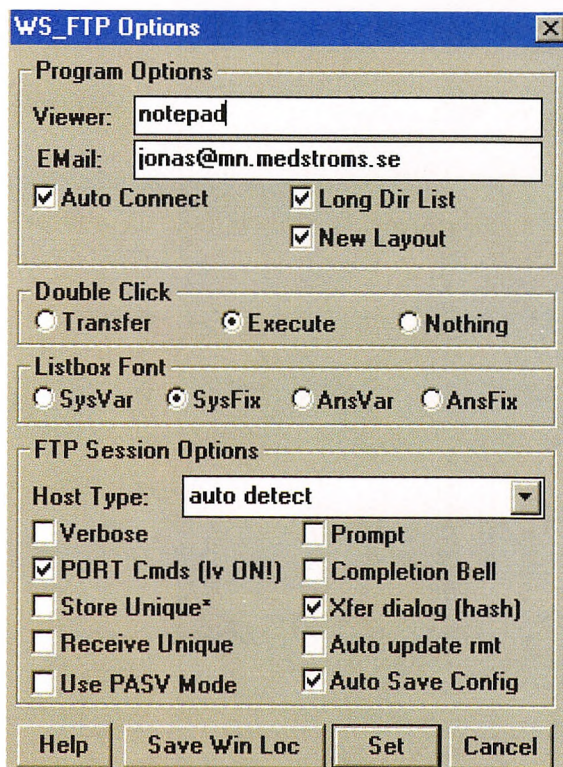 WS_FTP Options
Program Options
Viewer: notepad
EMail: jonas@mn.medstroms.se
Auto Connect Long Dir List
New Layout
Double Click
Transfer Execute Nothing
Listbox Font
SysVar SysFix AnsVar AnsFix
FTP Session Options
Host Type: auto detect
Verbose Prompt
PORT Cmds (lv ON!) Completion Bell
Store Unique* Xfer dialog (hash)
Receive Unique Auto update rmt
Use PASV Mode Auto Save Config
Help Save Win Loc Set Cancel